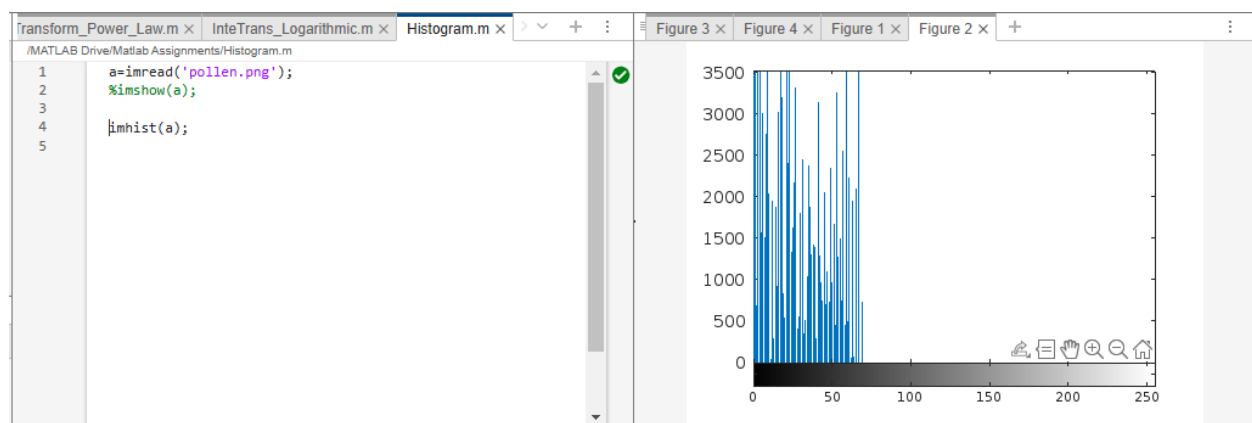 Transform_Power_Law.m × InteTrans_Logarithmic.m × Histogram.m ×
/MATLAB Drive/Matlab Assignments/Histogram.m
1 a=imread('pollen.png');
2 %imshow(a);
3
4 imhist(a);
5
Figure 3 × Figure 4 × Figure 1 × Figure 2 × +
3500
3000
2500
2000
1500
1000
500
0
0 50 100 150 200 250